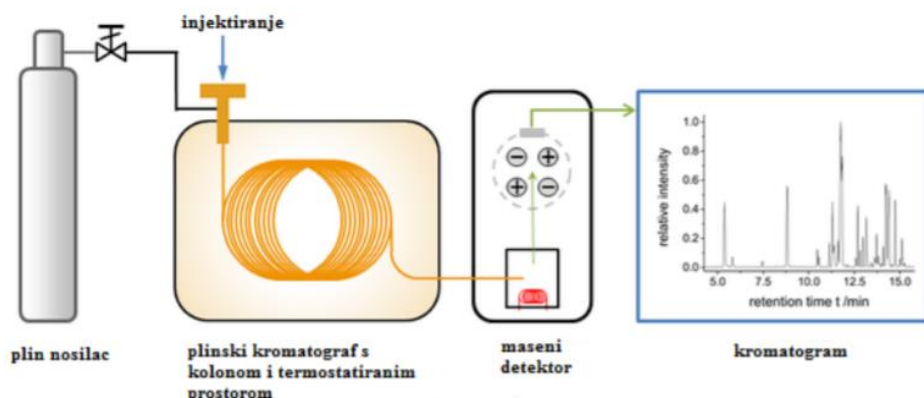 injektiranje
plin nosilac
plinski kromatograf s
kolonom i termostatiranim
prostorom
maseni
detektor
− +
+ −
relative intensity
1.0
0.8
0.6
0.4
0.2
0.0
5.0 7.5 10.0 12.5 15.0
retention time t /min
kromatogram